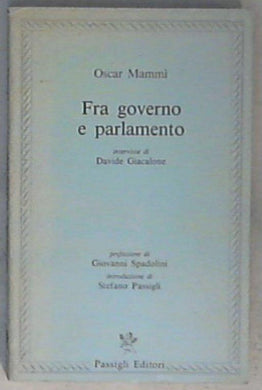 Oscar Mammì
Fra governo
e parlamento
intervista di
Davide Giacalone
prefazione di
Giovanni Spadolini
introduzione di
Stefano Passigli
Passigli Editori